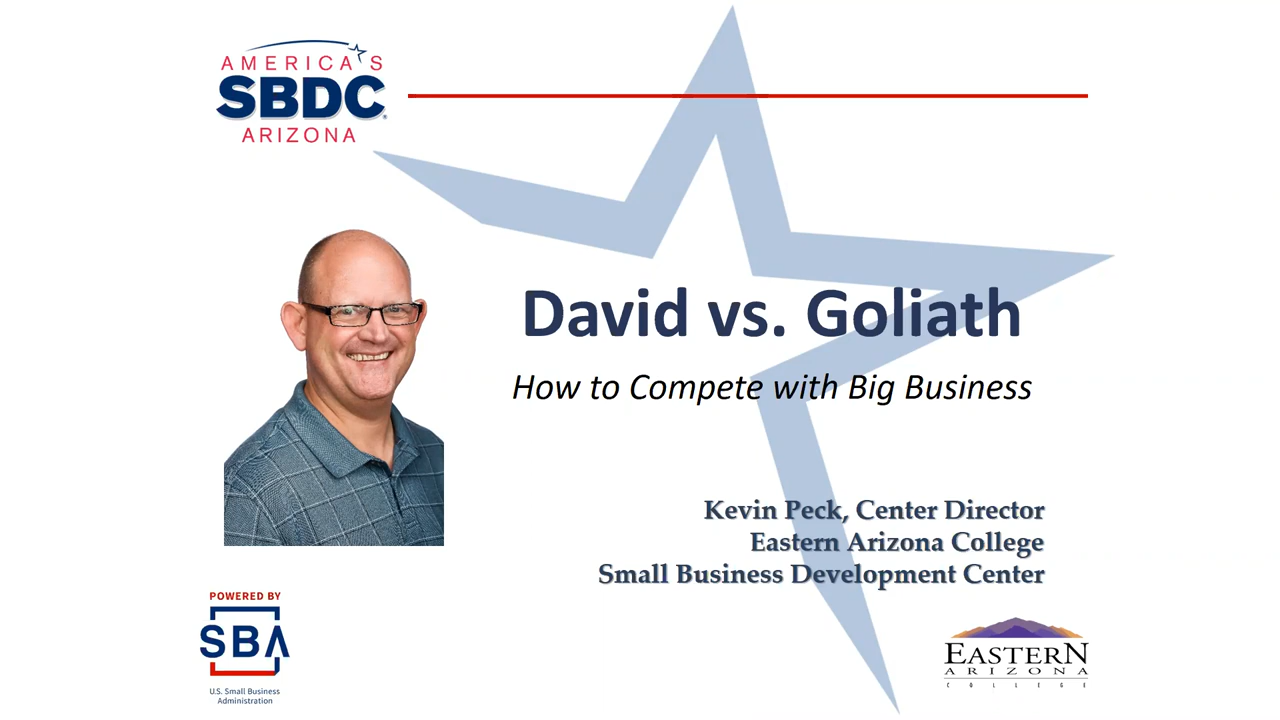 AMERICA'S
SBDC
ARIZONA
David vs. Goliath
How to Compete with Big Business
Kevin Peck, Center Director
Eastern Arizona College
Small Business Development Center
POWERED BY
SBA
U.S. Small Business
Administration
EASTERN
ARIZONA
COLLEGE